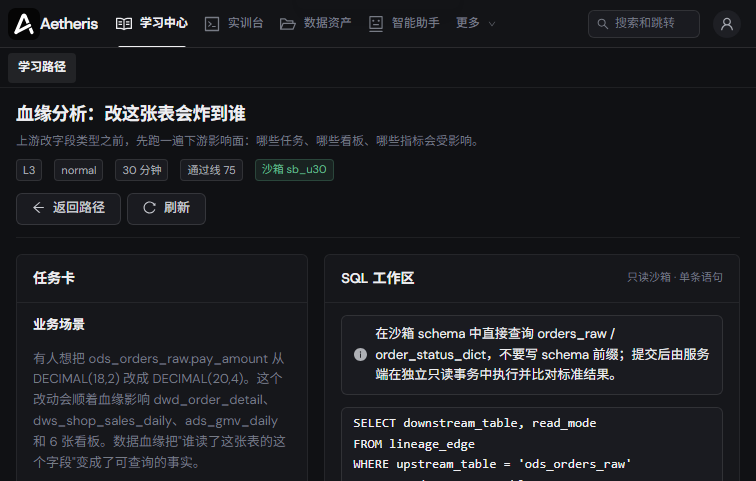 Aetheris
学习中心
实训台
数据资产
智能助手
更多
搜索和跳转
学习路径
血缘分析：改这张表会炸到谁
上游改字段类型之前，先跑一遍下游影响面：哪些任务、哪些看板、哪些指标会受影响。
L3
normal
30 分钟
通过线 75
沙箱 sb_u30
返回路径
刷新
任务卡
业务场景
有人想把 ods_orders_raw.pay_amount 从
DECIMAL(18,2) 改成 DECIMAL(20,4)。这个
改动会顺着血缘影响 dwd_order_detail、
dws_shop_sales_daily、ads_gmv_daily
和 6 张看板。数据血缘把"谁读了这张表的这
个字段"变成了可查询的事实。
SQL 工作区
只读沙箱 · 单条语句
在沙箱 schema 中直接查询 orders_raw /
order_status_dict，不要写 schema 前缀；提交后由服务
端在独立只读事务中执行并比对标准结果。
SELECT downstream_table, read_mode
FROM lineage_edge
WHERE upstream_table = 'ods_orders_raw'